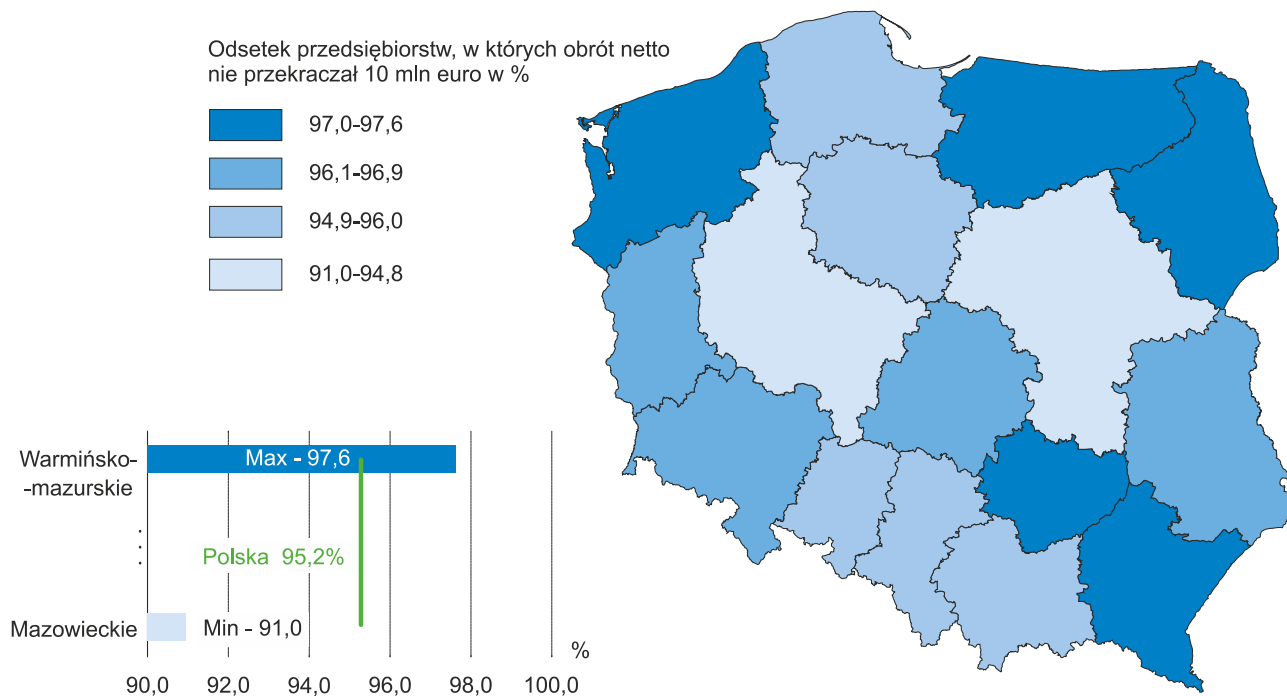 Odsetek przedsiębiorstw, w których obrót netto
nie przekraczał 10 mln euro w %
97,0-97,6
96,1-96,9
94,9-96,0
91,0-94,8
Warmińsko-
-mazurskie
Max - 97,6
Polska 95,2%
Mazowieckie
Min - 91,0
%
90,0 92,0 94,0 96,0 98,0 100,0